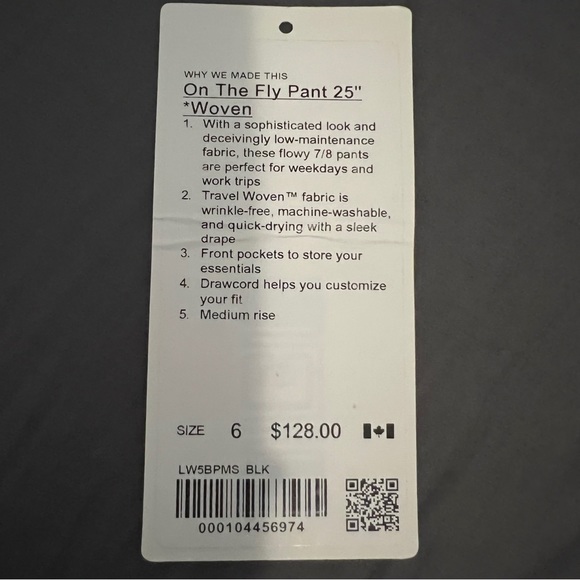 WHY WE MADE THIS
On The Fly Pant 25"
*Woven
1. With a sophisticated look and
deceivingly low-maintenance
fabric, these flowy 7/8 pants
are perfect for weekdays and
work trips
2. Travel Woven™ fabric is
wrinkle-free, machine-washable,
and quick-drying with a sleek
drape
3. Front pockets to store your
essentials
4. Drawcord helps you customize
your fit
5. Medium rise
SIZE 6 $128.00
LW5BPMS BLK
000104456974